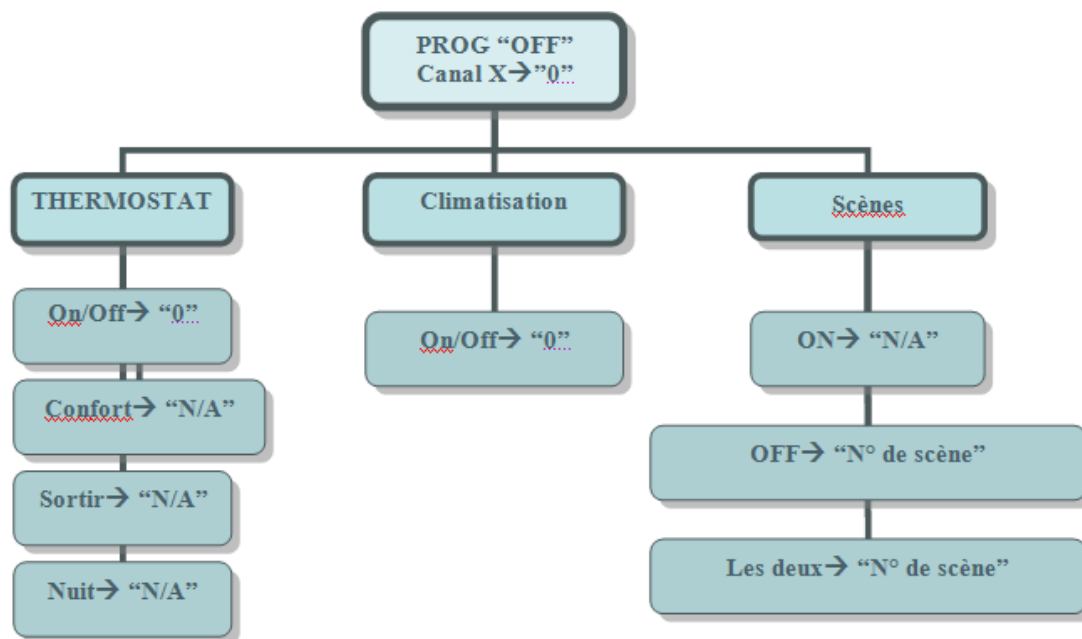 PROG “OFF”
Canal X→”0”
THERMOSTAT
On/Off→ “0”
Confort→ “N/A”
Sortir→ “N/A”
Nuit→ “N/A”
Climatisation
On/Off→ “0”
Scènes
ON→ “N/A”
OFF→ “N° de scène”
Les deux→ “N° de scène”